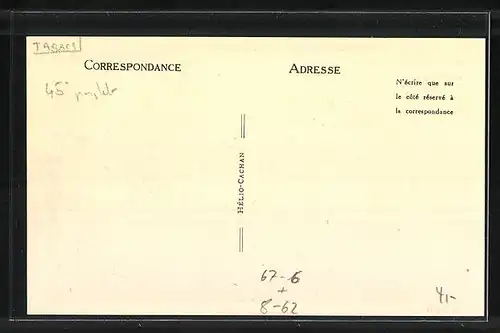 TABACS
CORRESPONDANCE
ADRESSE
45
N'écrire que sur
le côté réservé à
la correspondance
HÉLIO-CACHAN
67-6
+
8-62
41-